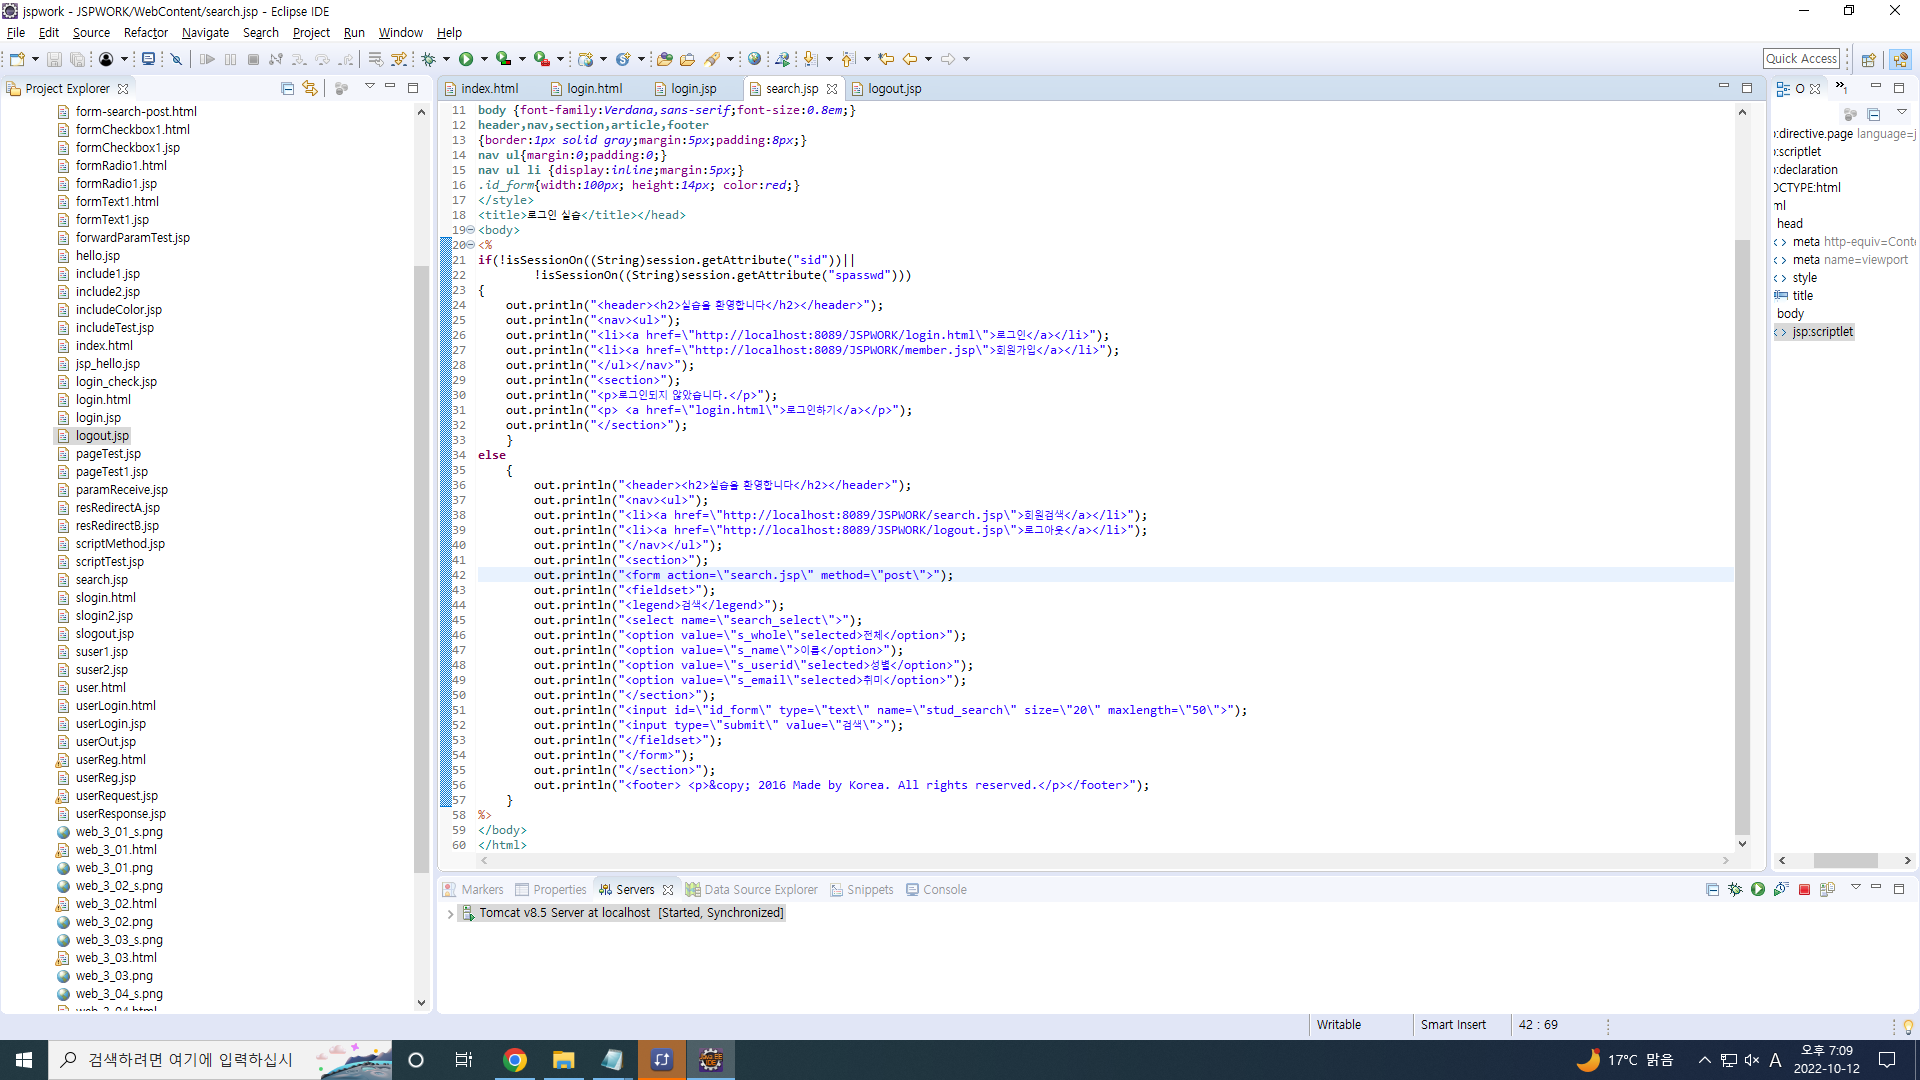 jspwork - JSPWORK/WebContent/search.jsp - Eclipse IDE
File Edit Source Refactor Navigate Search Project Run Window Help
Quick Access
Project Explorer
form-search-post.html
formCheckbox1.html
formCheckbox1.jsp
formRadio1.html
formRadio1.jsp
formText1.html
formText1.jsp
forwardParamTest.jsp
hello.jsp
include1.jsp
include2.jsp
includeColor.jsp
includeTest.jsp
index.html
jsp_hello.jsp
login_check.jsp
login.html
login.jsp
logout.jsp
pageTest.jsp
pageTest1.jsp
paramReceive.jsp
resRedirectA.jsp
resRedirectB.jsp
scriptMethod.jsp
scriptTest.jsp
search.jsp
slogin.html
slogin2.jsp
slogout.jsp
suser1.jsp
suser2.jsp
user.html
userLogin.html
userLogin.jsp
userOut.jsp
userReg.html
userReg.jsp
userRequest.jsp
userResponse.jsp
web_3_01_s.png
web_3_01.html
web_3_01.png
web_3_02_s.png
web_3_02.html
web_3_02.png
web_3_03_s.png
web_3_03.html
web_3_03.png
web_3_04_s.png
web_3_04.html
index.html login.html login.jsp search.jsp logout.jsp
11 body {font-family:Verdana,sans-serif;font-size:0.8em;}
12 header,nav,section,article,footer
13 {border:1px solid gray;margin:5px;padding:8px;}
14 nav ul{margin:0;padding:0;}
15 nav ul li {display:inline;margin:5px;}
16 .id_form{width:100px; height:14px; color:red;}
17 </style>
18 <title>로그인 실습</title></head>
19 <body>
20 <%
21 if(!isSessionOn((String)session.getAttribute("sid"))||
22 !isSessionOn((String)session.getAttribute("spasswd")))
23 {
24 out.println("<header><h2>실습을 환영합니다</h2></header>");
25 out.println("<nav><ul>");
26 out.println("<li><a href=\"http://localhost:8089/JSPWORK/login.html\">로그인</a></li>");
27 out.println("<li><a href=\"http://localhost:8089/JSPWORK/member.jsp\">회원가입</a></li>");
28 out.println("</ul></nav>");
29 out.println("<section>");
30 out.println("<p>로그인되지 않았습니다.</p>");
31 out.println("<p> <a href=\"login.html\">로그인하기</a></p>");
32 out.println("</section>");
33 }
34 else
35 {
36 out.println("<header><h2>실습을 환영합니다</h2></header>");
37 out.println("<nav><ul>");
38 out.println("<li><a href=\"http://localhost:8089/JSPWORK/search.jsp\">회원검색</a></li>");
39 out.println("<li><a href=\"http://localhost:8089/JSPWORK/logout.jsp\">로그아웃</a></li>");
40 out.println("</nav></ul>");
41 out.println("<section>");
42 out.println("<form action=\"search.jsp\" method=\"post\">");
43 out.println("<fieldset>");
44 out.println("<legend>검색</legend>");
45 out.println("<select name=\"search_select\">");
46 out.println("<option value=\"s_whole\"selected>전체</option>");
47 out.println("<option value=\"s_name\">이름</option>");
48 out.println("<option value=\"s_userid\"selected>성별</option>");
49 out.println("<option value=\"s_email\"selected>취미</option>");
50 out.println("</section>");
51 out.println("<input id=\"id_form\" type=\"text\" name=\"stud_search\" size=\"20\" maxlength=\"50\">");
52 out.println("<input type=\"submit\" value=\"검색\">");
53 out.println("</fieldset>");
54 out.println("</form>");
55 out.println("</section>");
56 out.println("<footer> <p>&copy; 2016 Made by Korea. All rights reserved.</p></footer>");
57 }
58 %>
59 </body>
60 </html>
O
:directive.page language=j
:scriptlet
:declaration
OCTYPE:html
ml
head
meta http-equiv=Conte
meta name=viewport
style
title
body
jsp:scriptlet
Markers Properties Servers Data Source Explorer Snippets Console
Tomcat v8.5 Server at localhost [Started, Synchronized]
Writable Smart Insert 42 : 69
검색하려면 여기에 입력하십시
17°C 맑음 A 오후 7:09
2022-10-12